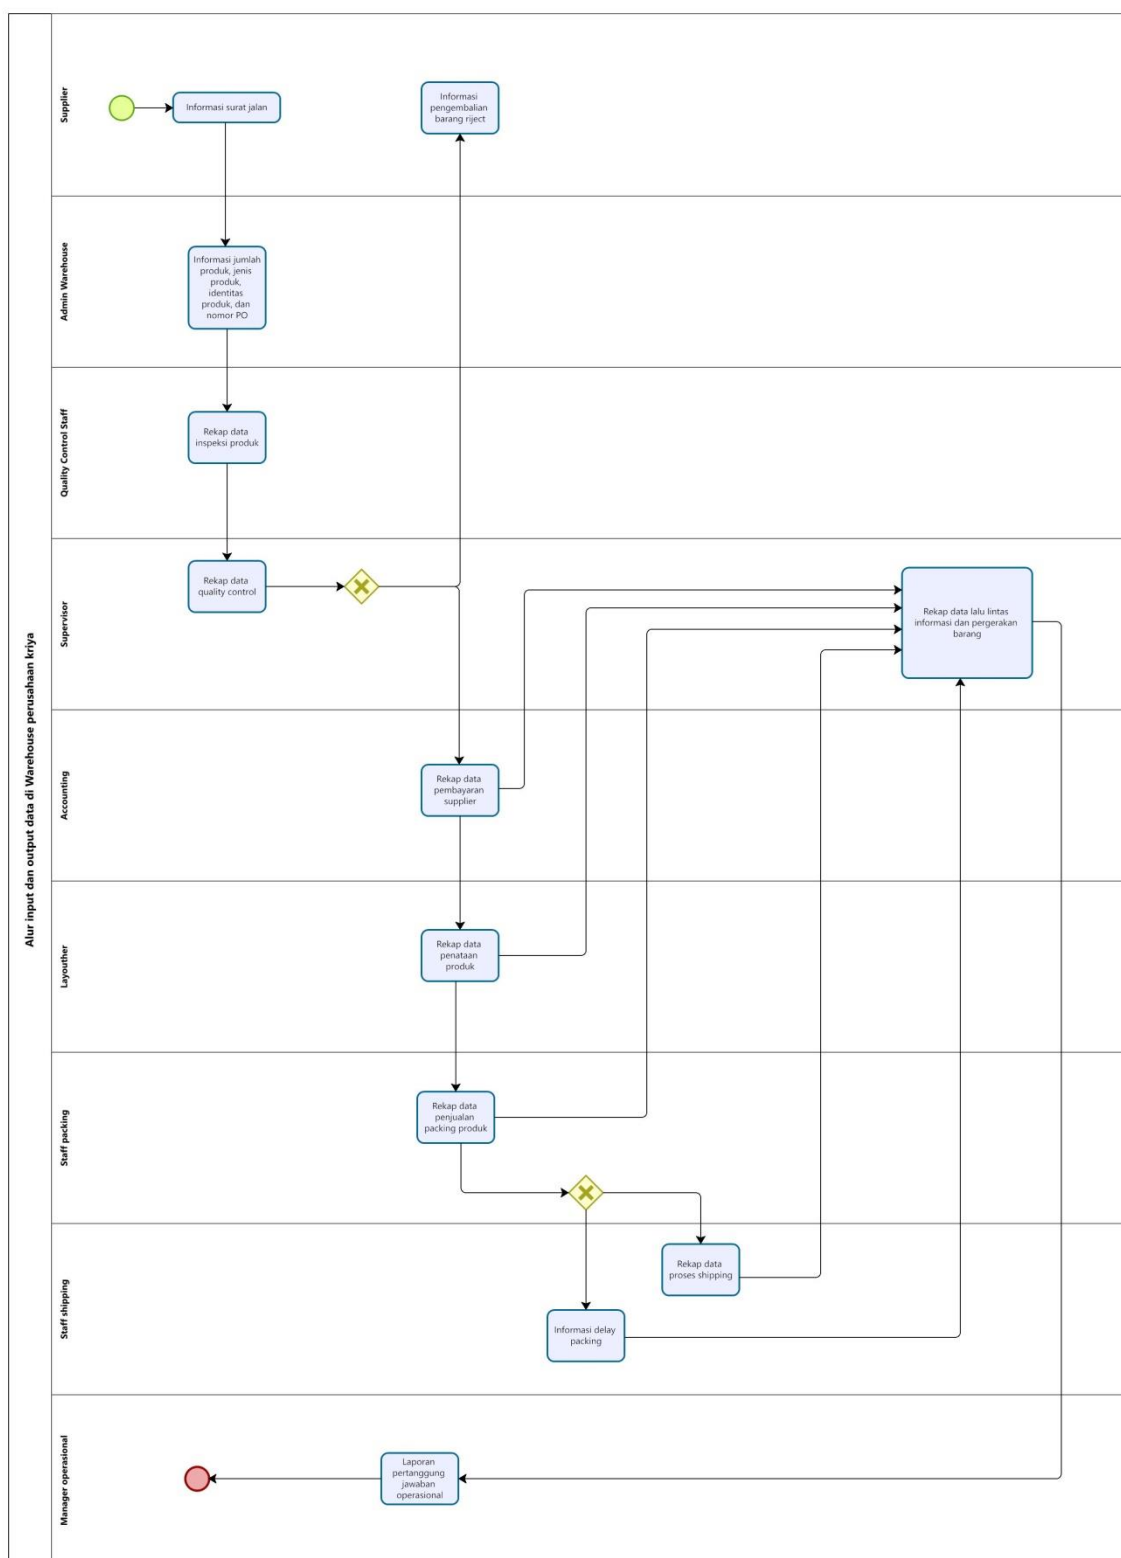 Alur input dan output data di Warehouse perusahaan kriya
Supplier
Informasi surat jalan
Informasi
pengembalian
barang riject
Admin Warehouse
Informasi jumlah
produk, jenis
produk,
identitas
produk, dan
nomor PO
Quality Control Staff
Rekap data
inspeksi produk
Supervisor
Rekap data
quality control
Rekap data lalu lintas
informasi dan pergerakan
barang
Accounting
Rekap data
pembayaran
supplier
Layouther
Rekap data
penataan
produk
Staff packing
Rekap data
penjualan
packing produk
Staff shipping
Rekap data
proses shipping
Informasi delay
packing
Manager operasional
Laporan
pertanggung
jawaban
operasional